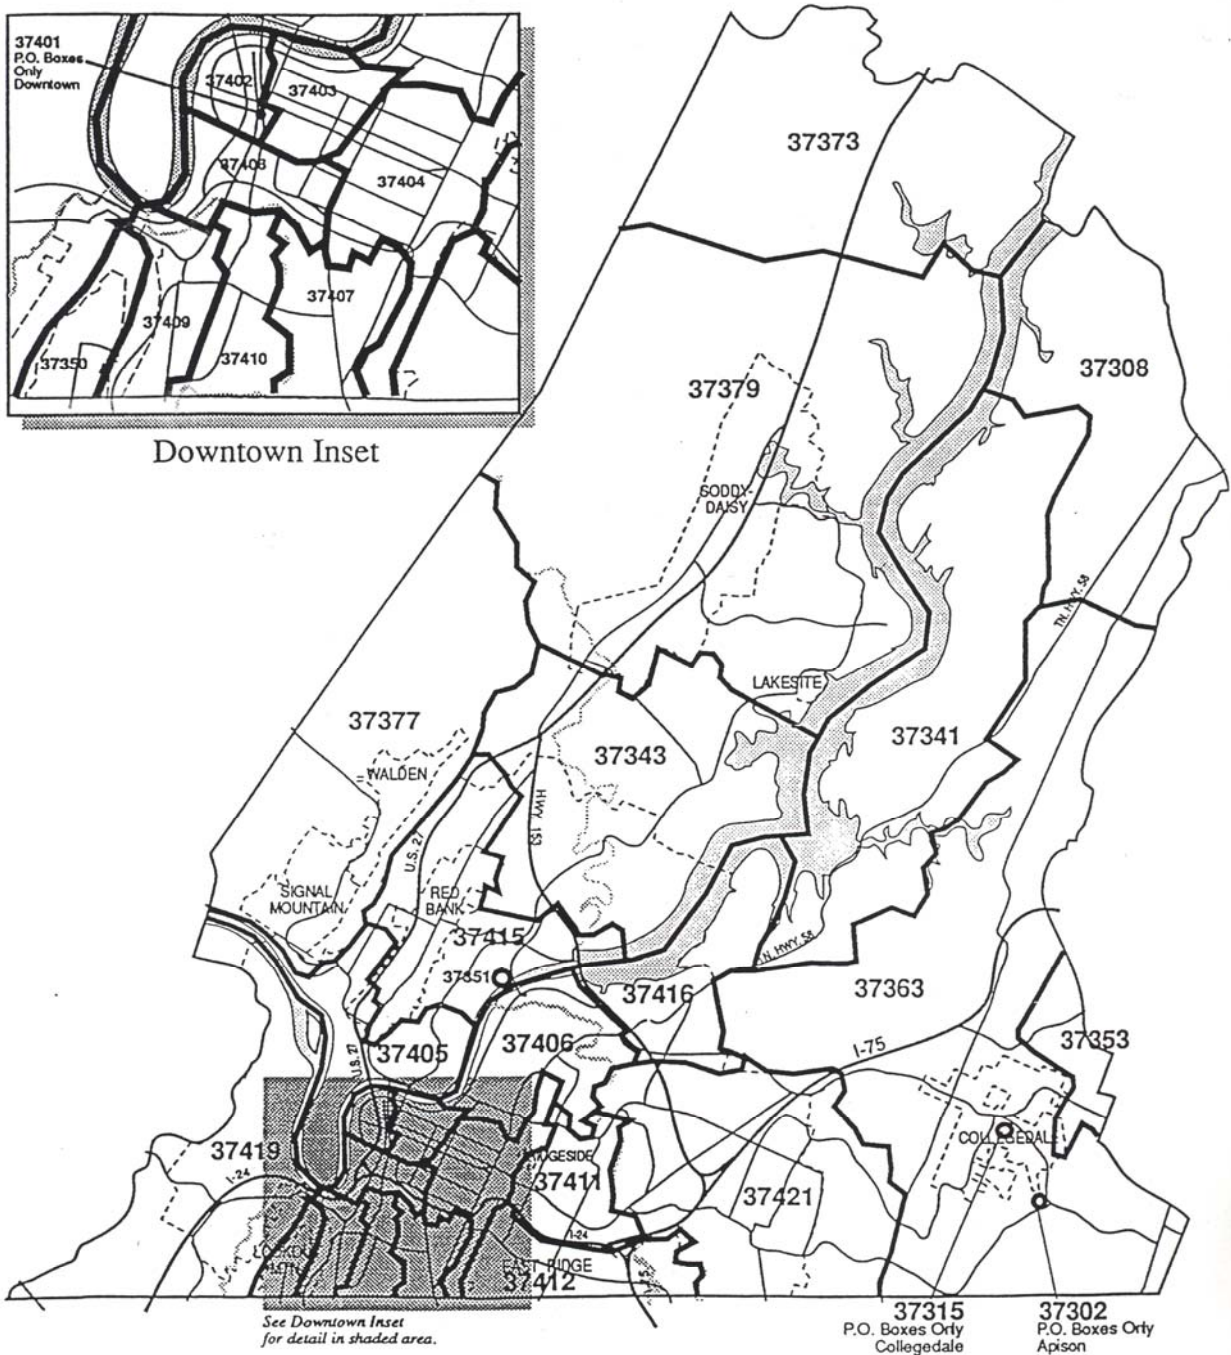 37401
P.O. Boxes
Only
Downtown
37402
37403
37408
37404
37407
37409
37350
37410
Downtown Inset
37373
37308
37379
SODDY-
DAISY
TN. HWY. 58
LAKESITE
37377
37341
37343
WALDEN
HWY. 153
U.S. 27
SIGNAL
MOUNTAIN
RED
BANK
37415
N. HWY. 58
37351
37416
37363
37405
37406
I-75
37353
U.S. 27
37419
I-24
COLLEGEDALE
37411
37421
I-24
EAST RIDGE
37412
I-75
See Downtown Inset
for detail in shaded area.
37315
P.O. Boxes Only
Collegedale
37302
P.O. Boxes Only
Apison